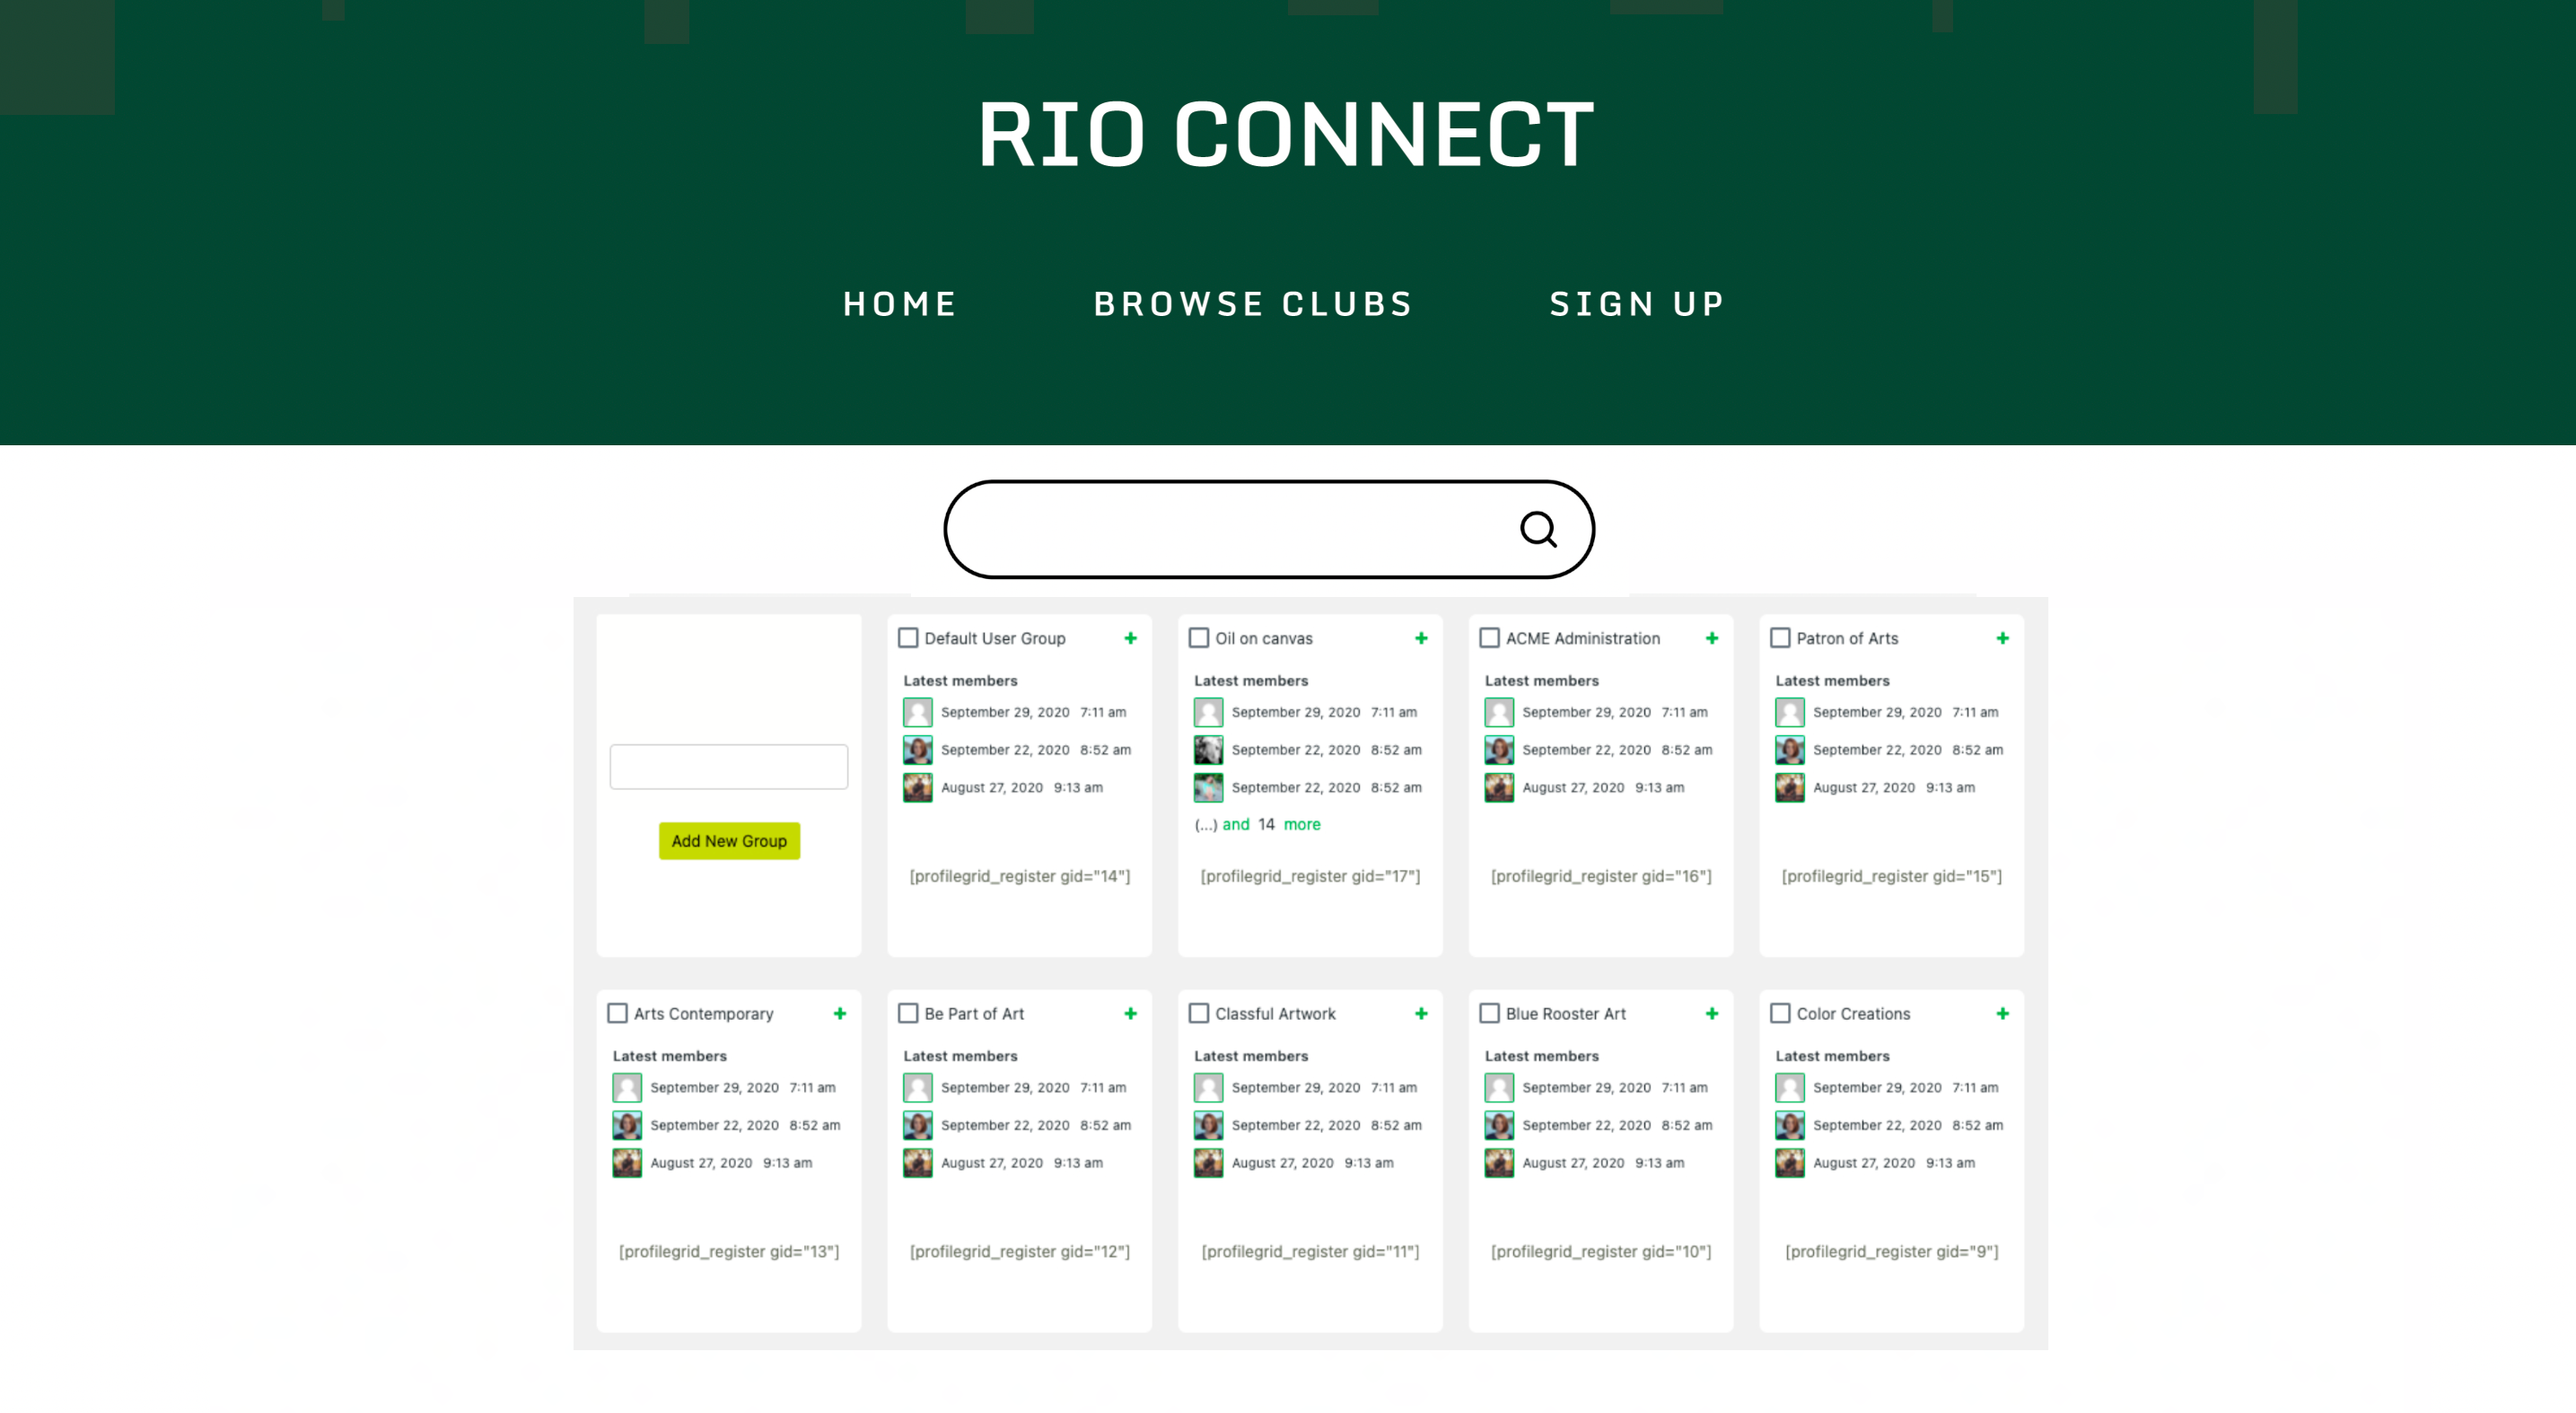 RIO CONNECT
HOME
BROWSE CLUBS
SIGN UP
Add New Group
Default User Group
Latest members
September 29, 2020 7:11 am
September 22, 2020 8:52 am
August 27, 2020 9:13 am
[profilegrid_register gid="14"]
Oil on canvas
Latest members
September 29, 2020 7:11 am
September 22, 2020 8:52 am
September 22, 2020 8:52 am
(...) and 14 more
[profilegrid_register gid="17"]
ACME Administration
Latest members
September 29, 2020 7:11 am
September 22, 2020 8:52 am
August 27, 2020 9:13 am
[profilegrid_register gid="16"]
Patron of Arts
Latest members
September 29, 2020 7:11 am
September 22, 2020 8:52 am
August 27, 2020 9:13 am
[profilegrid_register gid="15"]
Arts Contemporary
Latest members
September 29, 2020 7:11 am
September 22, 2020 8:52 am
August 27, 2020 9:13 am
[profilegrid_register gid="13"]
Be Part of Art
Latest members
September 29, 2020 7:11 am
September 22, 2020 8:52 am
August 27, 2020 9:13 am
[profilegrid_register gid="12"]
Classful Artwork
Latest members
September 29, 2020 7:11 am
September 22, 2020 8:52 am
August 27, 2020 9:13 am
[profilegrid_register gid="11"]
Blue Rooster Art
Latest members
September 29, 2020 7:11 am
September 22, 2020 8:52 am
August 27, 2020 9:13 am
[profilegrid_register gid="10"]
Color Creations
Latest members
September 29, 2020 7:11 am
September 22, 2020 8:52 am
August 27, 2020 9:13 am
[profilegrid_register gid="9"]